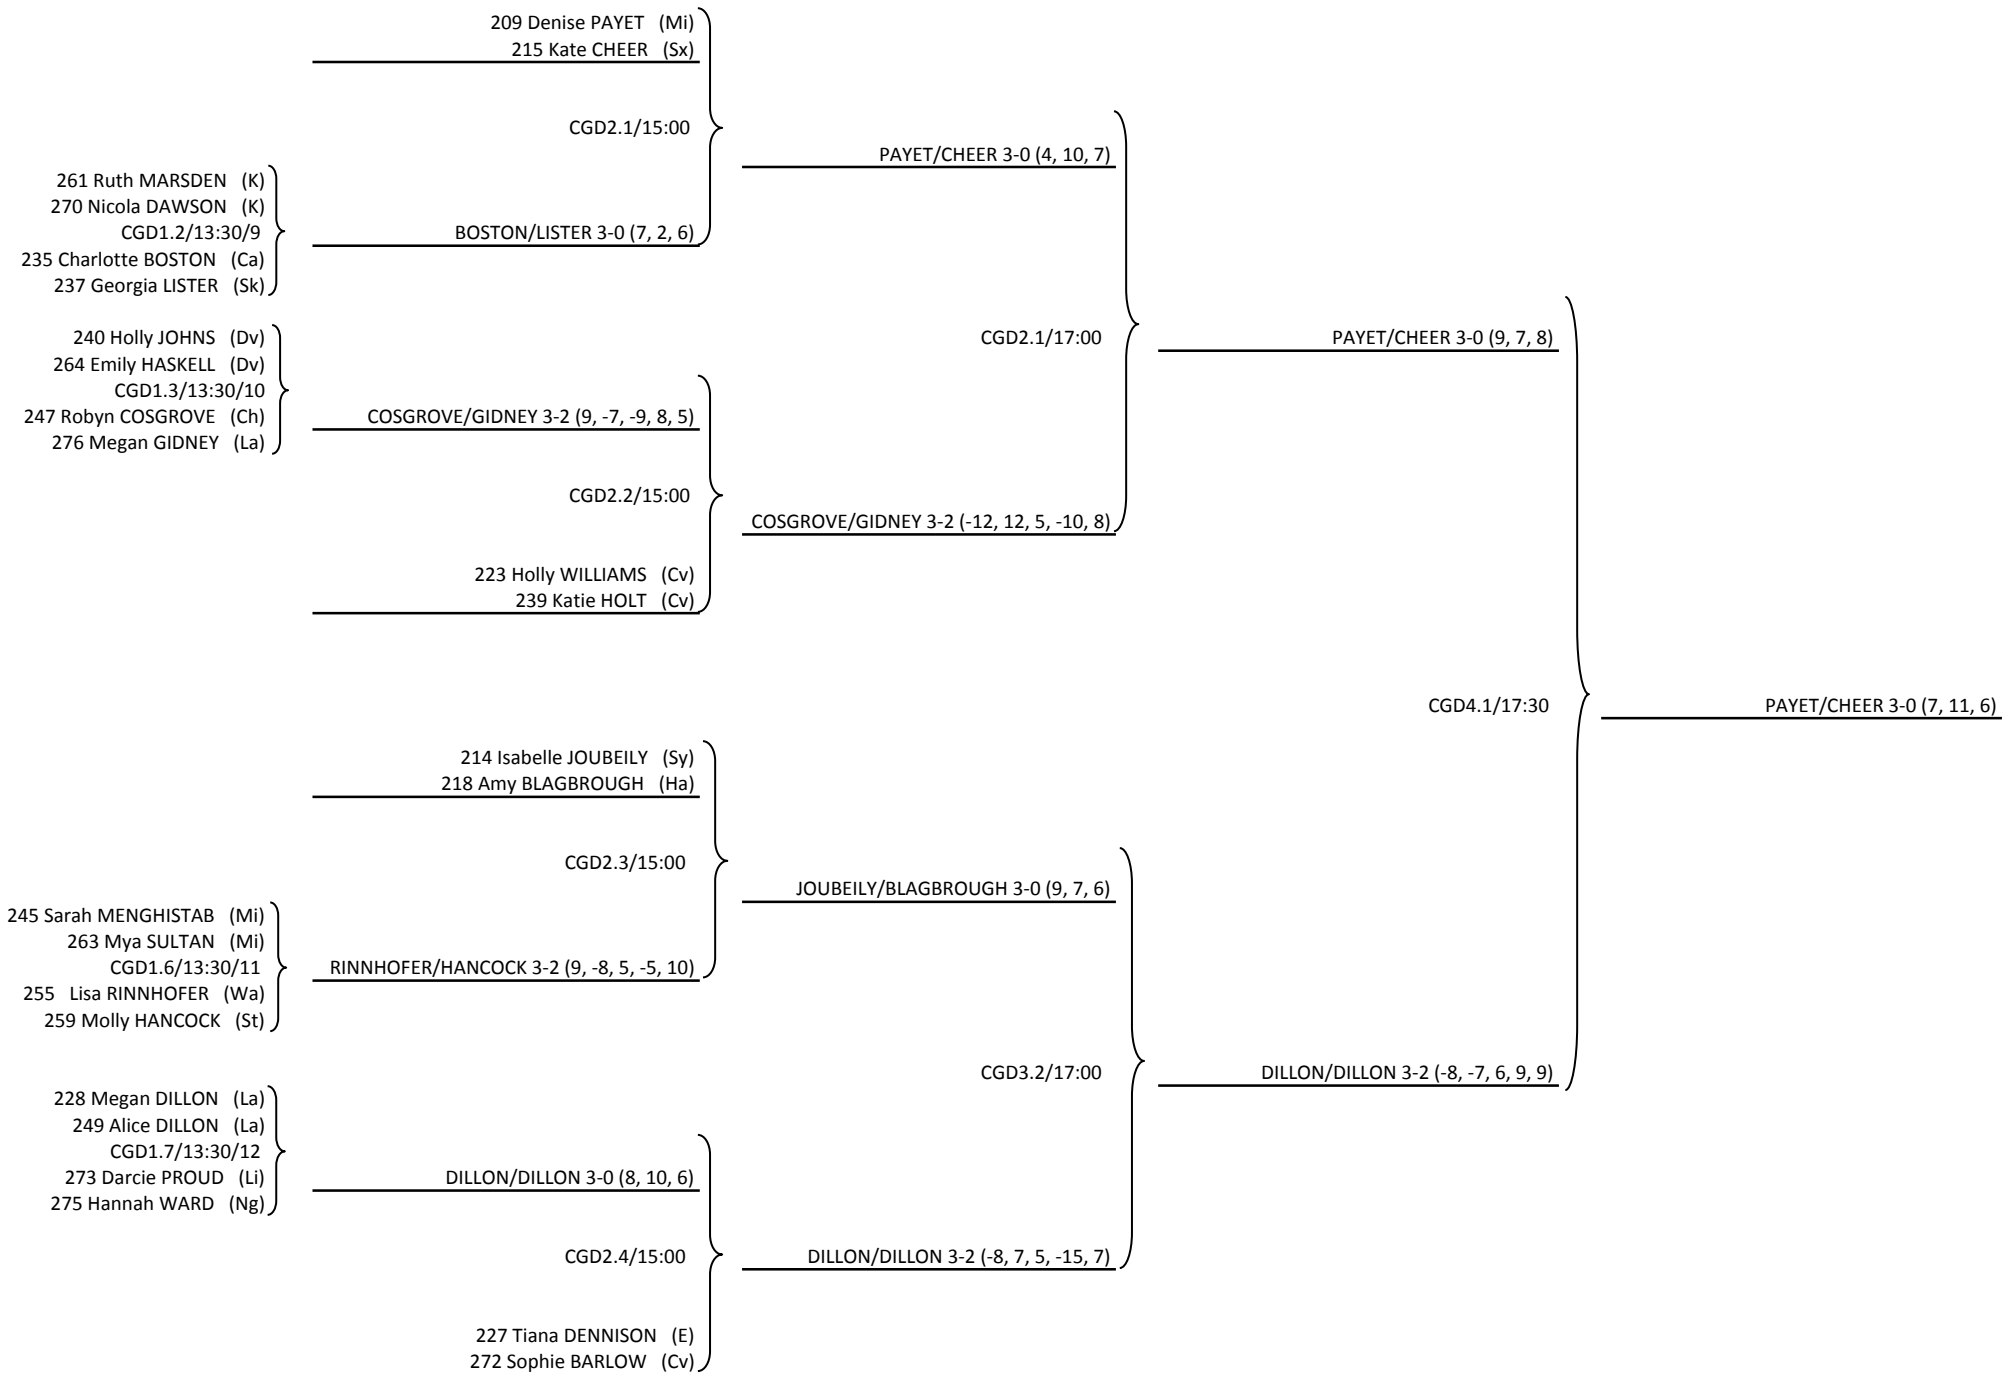 209 Denise PAYET (Mi)
215 Kate CHEER (Sx)
CGD2.1/15:00
PAYET/CHEER 3-0 (4, 10, 7)
261 Ruth MARSDEN (K)
270 Nicola DAWSON (K)
CGD1.2/13:30/9
BOSTON/LISTER 3-0 (7, 2, 6)
235 Charlotte BOSTON (Ca)
237 Georgia LISTER (Sk)
240 Holly JOHNS (Dv)
CGD2.1/17:00
PAYET/CHEER 3-0 (9, 7, 8)
264 Emily HASKELL (Dv)
CGD1.3/13:30/10
247 Robyn COSGROVE (Ch)
COSGROVE/GIDNEY 3-2 (9, -7, -9, 8, 5)
276 Megan GIDNEY (La)
CGD2.2/15:00
COSGROVE/GIDNEY 3-2 (-12, 12, 5, -10, 8)
223 Holly WILLIAMS (Cv)
239 Katie HOLT (Cv)
CGD4.1/17:30
PAYET/CHEER 3-0 (7, 11, 6)
214 Isabelle JOUBEILY (Sy)
218 Amy BLAGBROUGH (Ha)
CGD2.3/15:00
JOUBEILY/BLAGBROUGH 3-0 (9, 7, 6)
245 Sarah MENGHISTAB (Mi)
263 Mya SULTAN (Mi)
CGD1.6/13:30/11
RINNHOFER/HANCOCK 3-2 (9, -8, 5, -5, 10)
255 Lisa RINNHOFER (Wa)
259 Molly HANCOCK (St)
CGD3.2/17:00
DILLON/DILLON 3-2 (-8, -7, 6, 9, 9)
228 Megan DILLON (La)
249 Alice DILLON (La)
CGD1.7/13:30/12
273 Darcie PROUD (Li)
DILLON/DILLON 3-0 (8, 10, 6)
275 Hannah WARD (Ng)
CGD2.4/15:00
DILLON/DILLON 3-2 (-8, 7, 5, -15, 7)
227 Tiana DENNISON (E)
272 Sophie BARLOW (Cv)